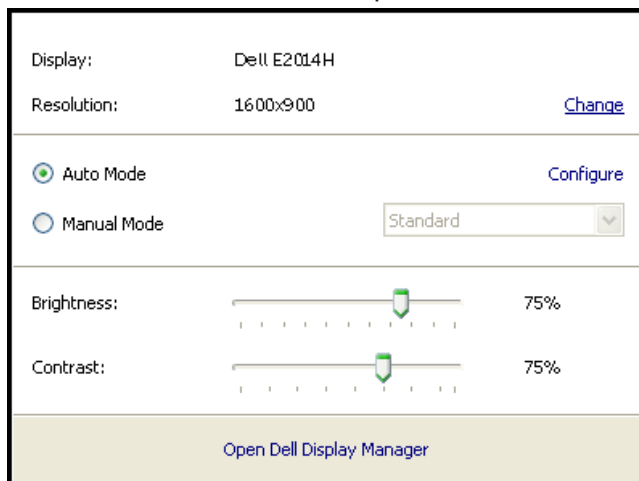 Display: Dell E2014H
Resolution: 1600x900 Change
Auto Mode Configure
Manual Mode Standard
Brightness: 75%
Contrast: 75%
Open Dell Display Manager